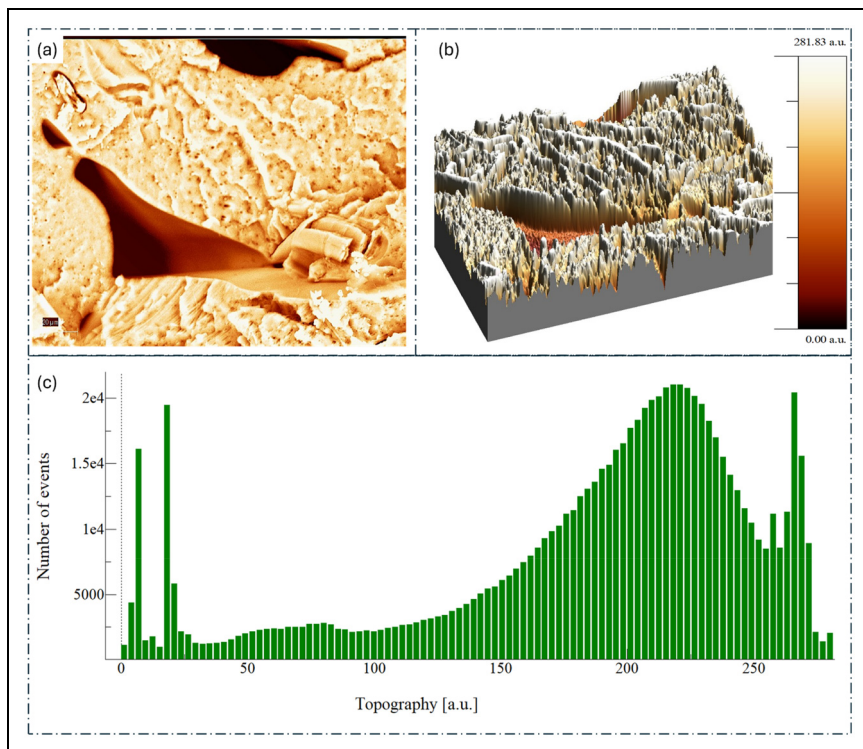 (a)
20µm
(b)
281.83 a.u.
0.00 a.u.
(c)
Number of events
2e4
1.5e4
1e4
5000
0
50
100
150
200
250
Topography [a.u.]